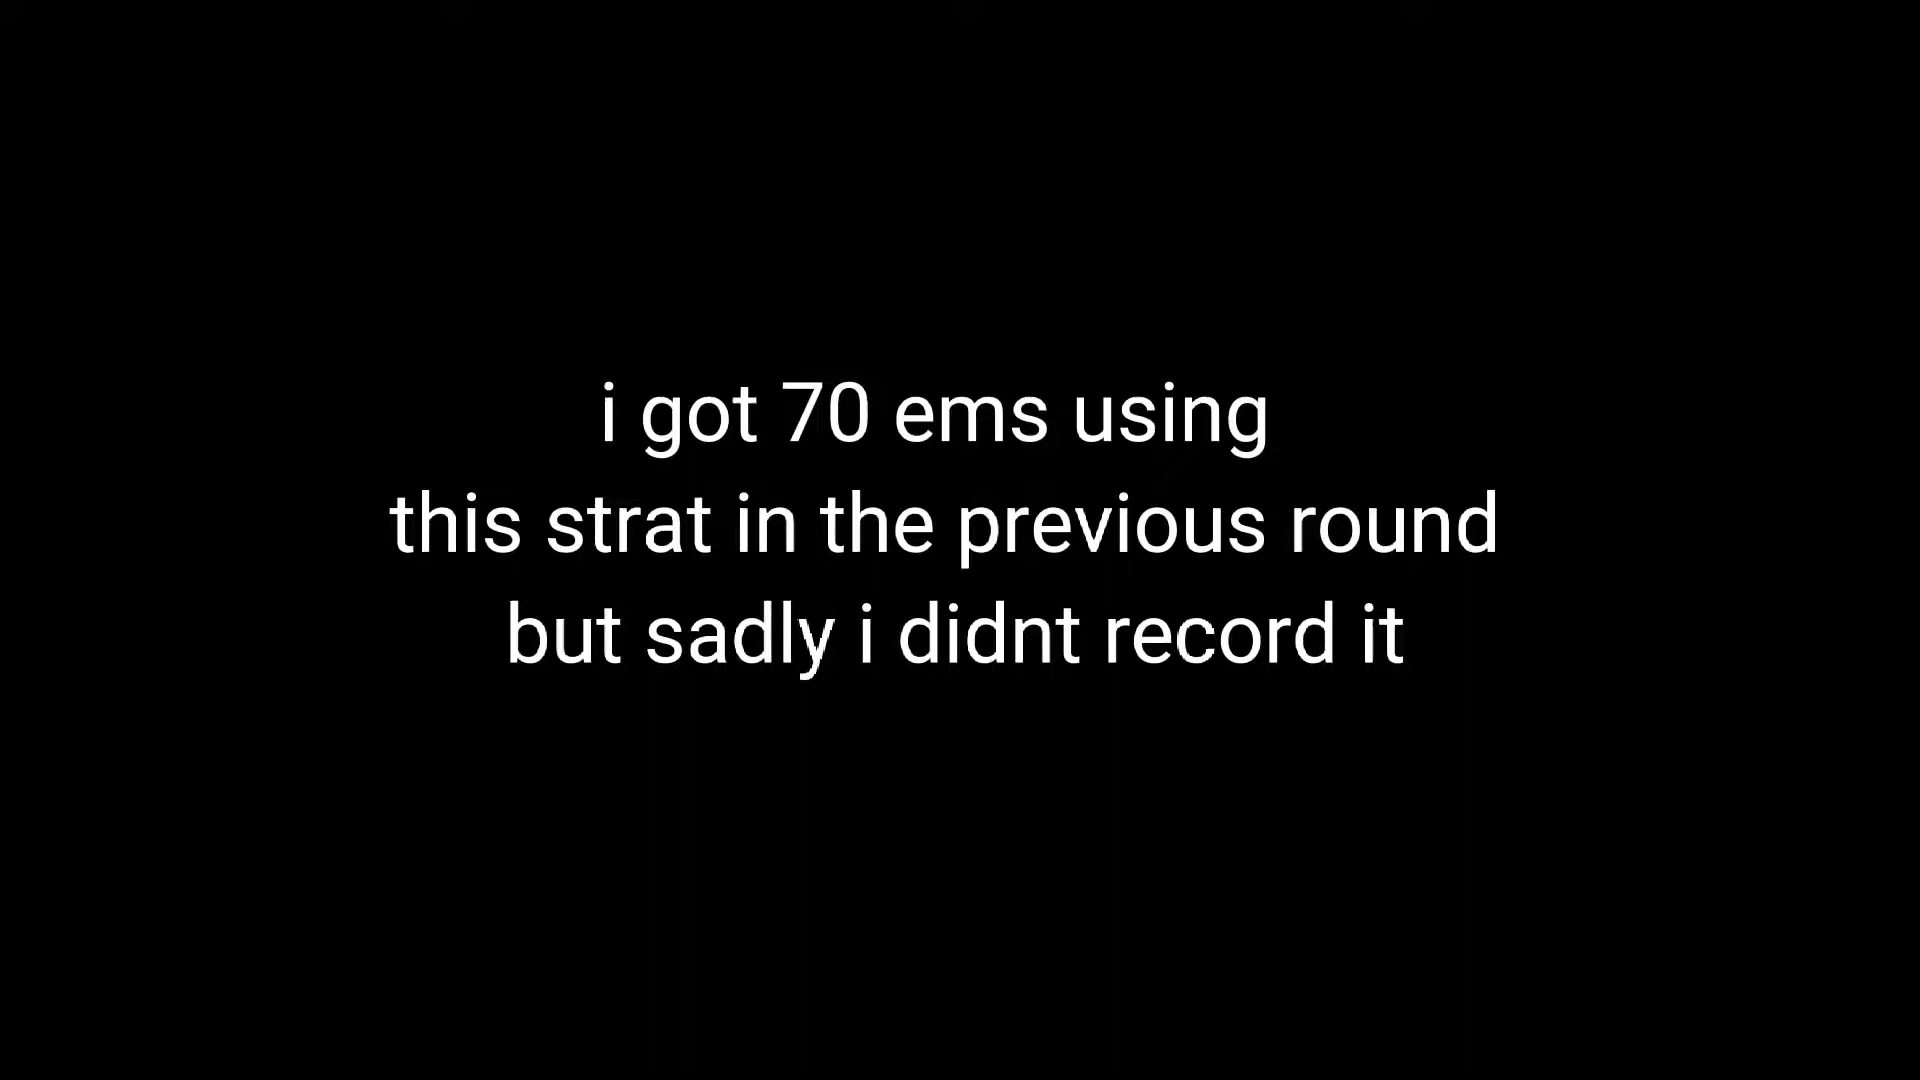 i got 70 ems using
this strat in the previous round
but sadly i didnt record it